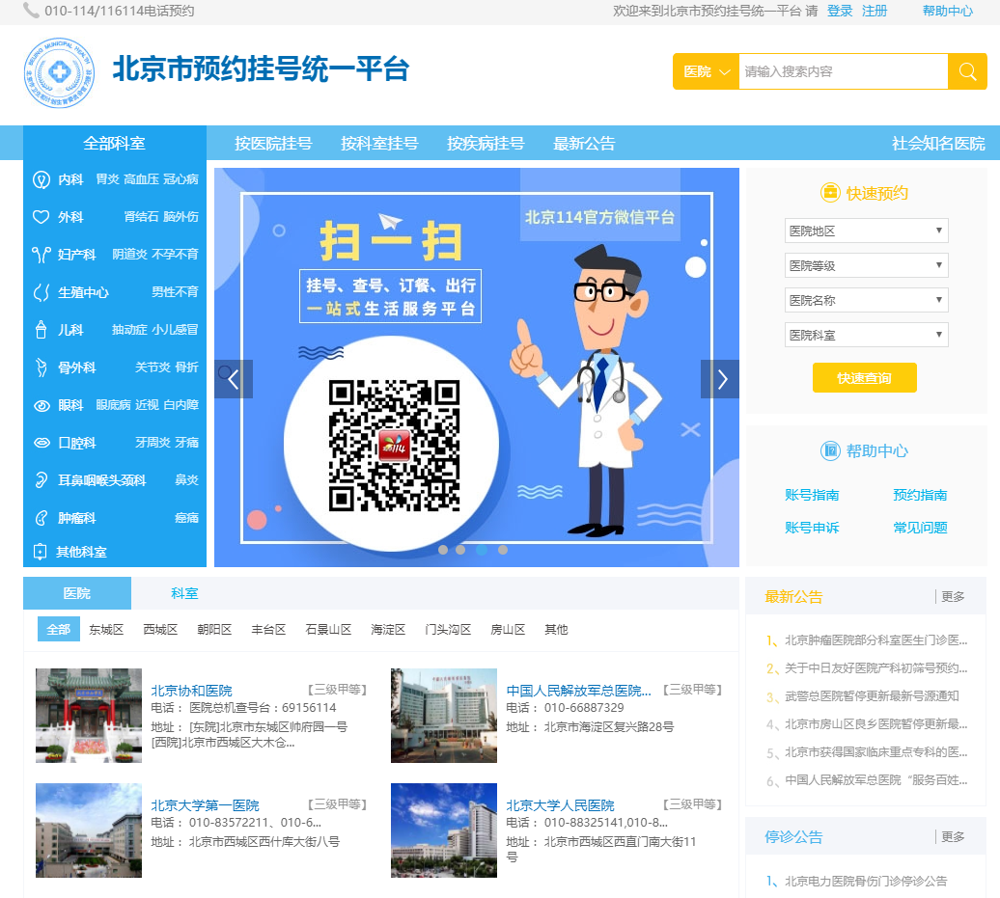 010-114/116114电话预约
欢迎来到北京市预约挂号统一平台 请 登录 注册 帮助中心
BEIJING MUNICIPAL HEALTH
北京市预约挂号统一平台
医院 请输入搜索内容
全部科室 按医院挂号 按科室挂号 按疾病挂号 最新公告 社会知名医院
内科 胃炎 高血压 冠心病
外科 肾结石 脑外伤
妇产科 阴道炎 不孕不育
生殖中心 男性不育
儿科 抽动症 小儿感冒
骨外科 关节炎 骨折
眼科 眼底病 近视 白内障
口腔科 牙周炎 牙痛
耳鼻咽喉头颈科 鼻炎
肿瘤科 癌痛
其他科室
北京114官方微信平台
扫一扫
挂号、查号、订餐、出行
一站式生活服务平台
114
快速预约
医院地区
医院等级
医院名称
医院科室
快速查询
帮助中心
账号指南 预约指南
账号申诉 常见问题
医院 科室
全部 东城区 西城区 朝阳区 丰台区 石景山区 海淀区 门头沟区 房山区 其他
北京协和医院 【三级甲等】
电话： 医院总机查号台：69156114
地址： [东院]北京市东城区帅府园一号
[西院]北京市西城区大木仓...
中国人民解放军总医院... 【三级甲等】
电话： 010-66887329
地址： 北京市海淀区复兴路28号
北京大学第一医院 【三级甲等】
电话： 010-83572211、010-6...
地址： 北京市西城区西什库大街八号
北京大学人民医院 【三级甲等】
电话： 010-88325141,010-8...
地址： 北京市西城区西直门南大街11
号
最新公告 更多
1、北京肿瘤医院部分科室医生门诊医...
2、关于中日友好医院产科初筛号预约...
3、武警总医院暂停更新最新号源通知
4、北京市房山区良乡医院暂停更新最...
5、北京市获得国家临床重点专科的医...
6、中国人民解放军总医院“服务百姓...
停诊公告 更多
1、北京电力医院骨伤门诊停诊公告